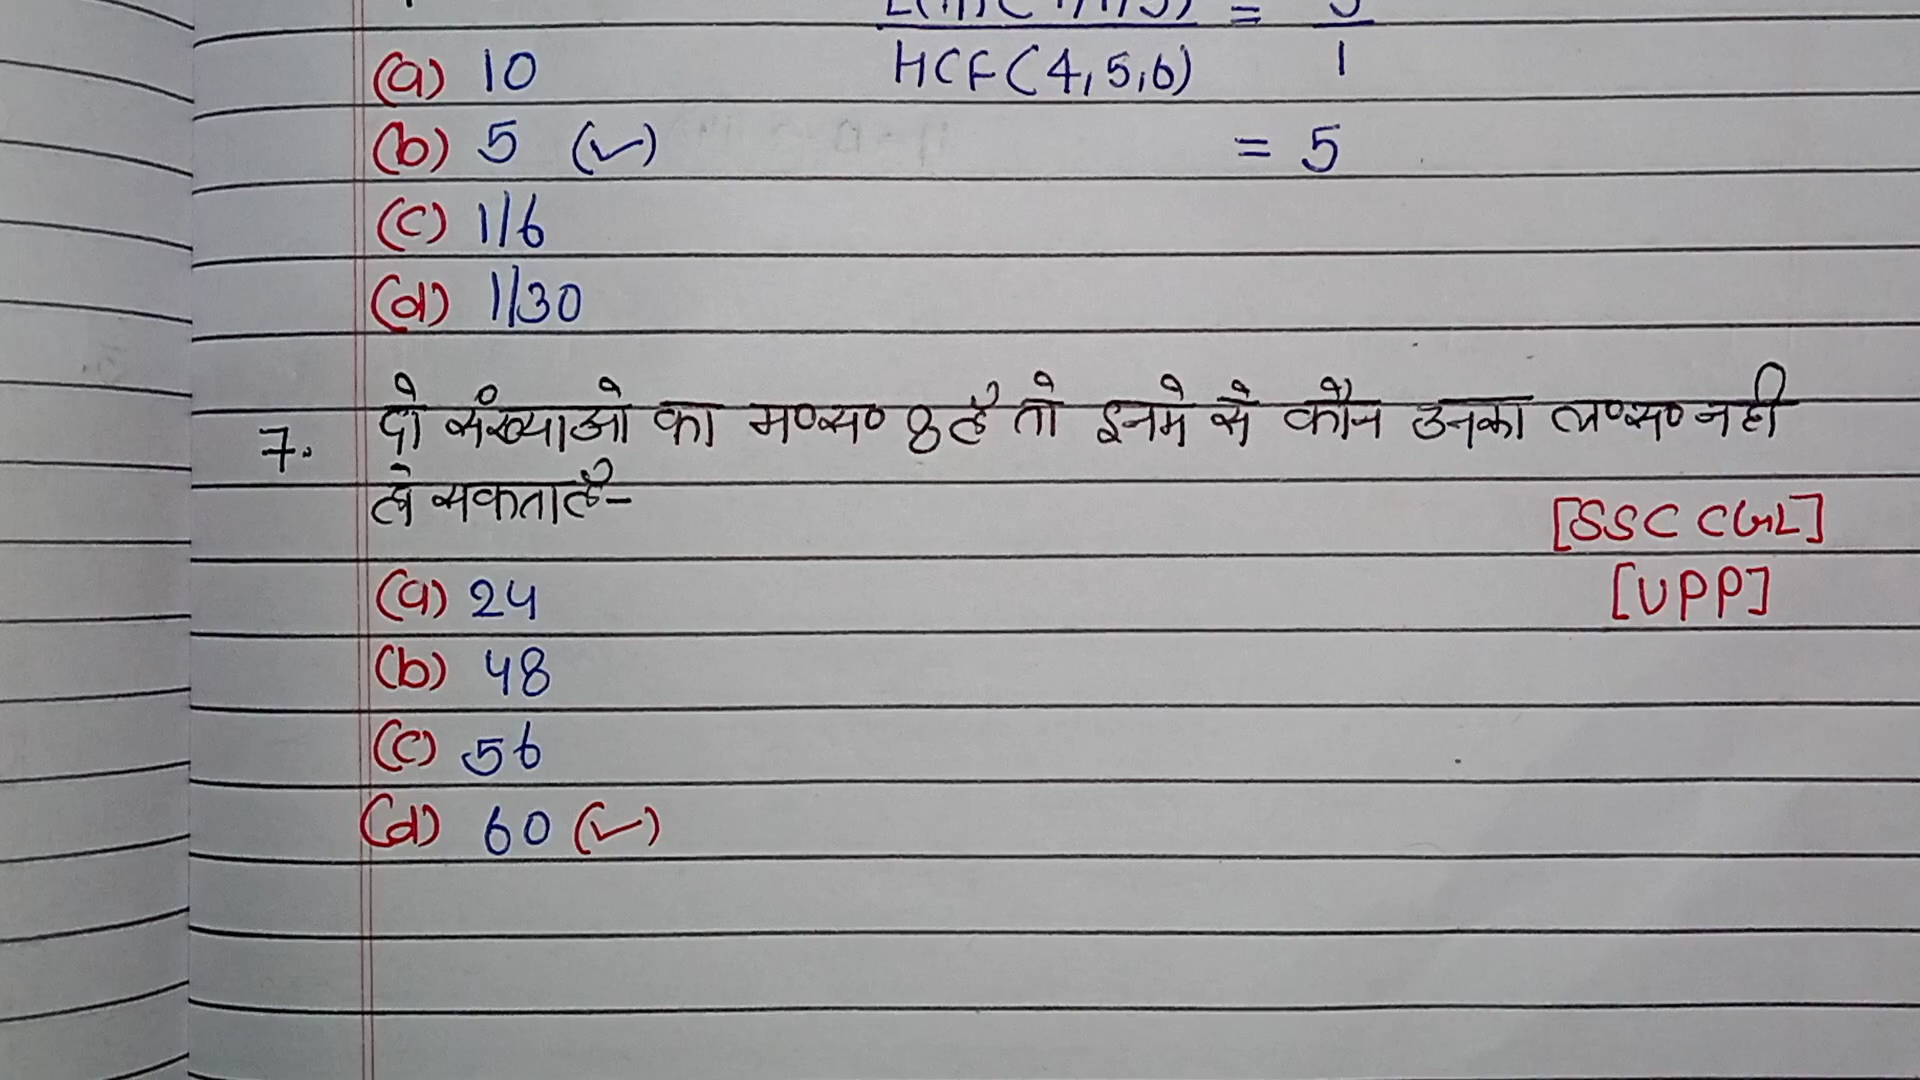 (a) 10 HCF(4,5,6) 1
(b) 5 (✓) = 5
(c) 1/6
(d) 1/30
7. दो संख्याओ का म०स० 8 है तो इनमे से कौन उनका ल०स० नही
हो सकता है-
[SSC CGL]
(a) 24 [UPP]
(b) 48
(c) 56
(d) 60 (✓)